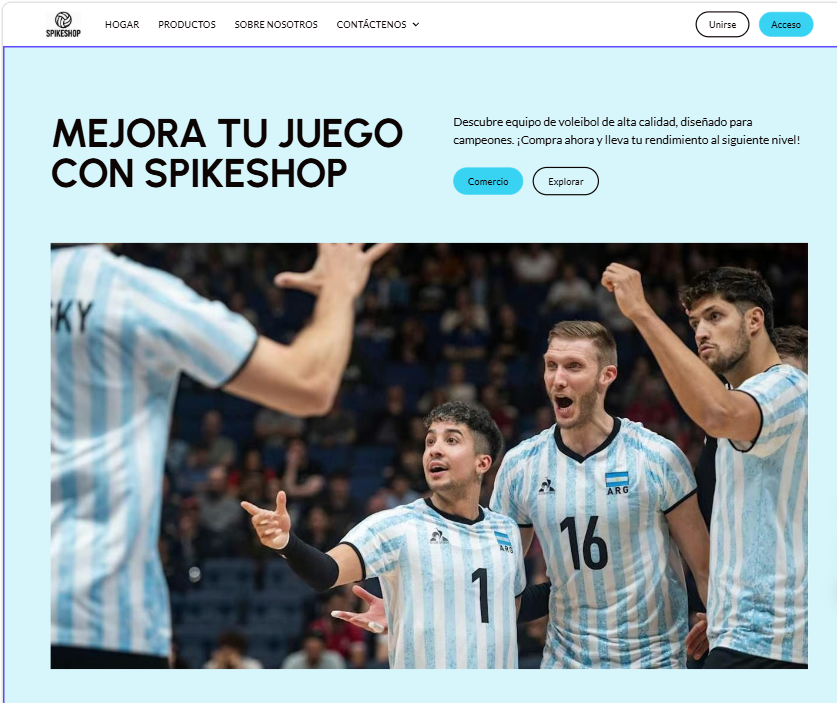 SPIKESHOP
HOGAR PRODUCTOS SOBRE NOSOTROS CONTÁCTENOS
Unirse Acceso
MEJORA TU JUEGO
CON SPIKESHOP
Descubre equipo de voleibol de alta calidad, diseñado para
campeones. ¡Compra ahora y lleva tu rendimiento al siguiente nivel!
Comercio Explorar
KY
ARG
16
ARG
1